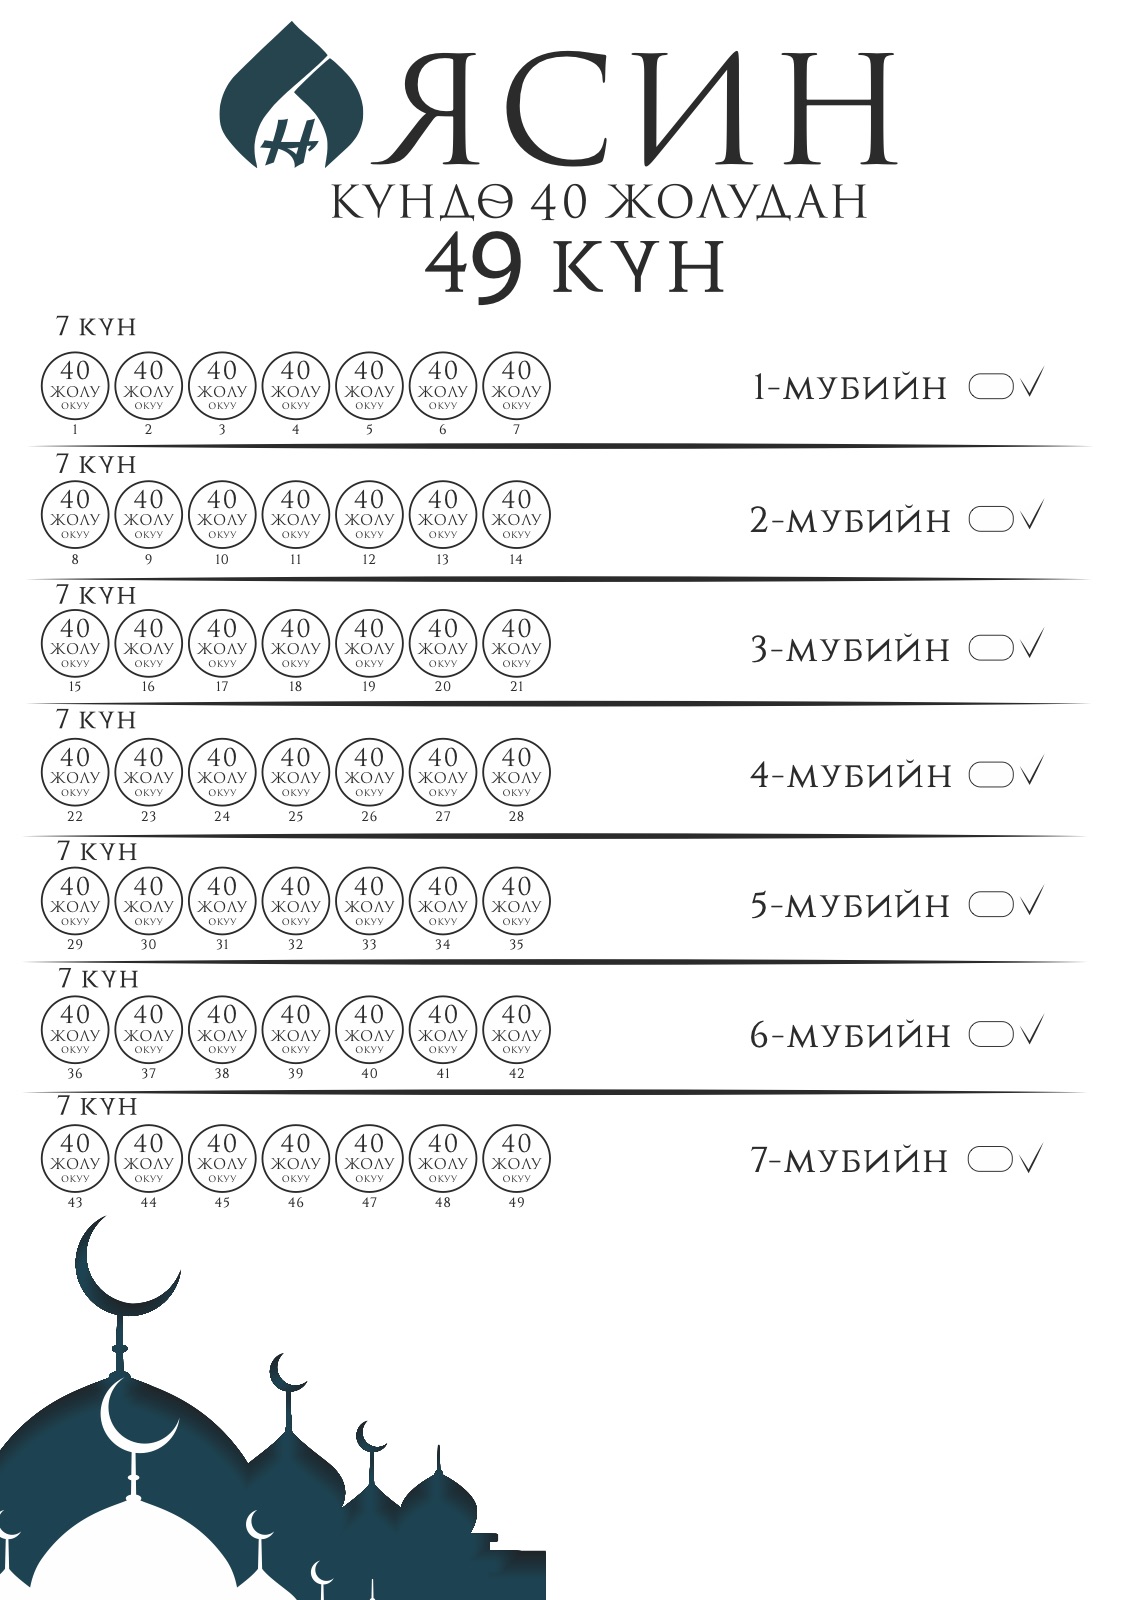 Н
ЯСИН
КҮНДӨ 40 ЖОЛУДАН
49 КҮН
7 КҮН
40 40 40 40 40 40 40
ЖОЛУ ЖОЛУ ЖОЛУ ЖОЛУ ЖОЛУ ЖОЛУ ЖОЛУ
ОКУУ ОКУУ ОКУУ ОКУУ ОКУУ ОКУУ ОКУУ
1 2 3 4 5 6 7
1-МУБИЙН
7 КҮН
40 40 40 40 40 40 40
ЖОЛУ ЖОЛУ ЖОЛУ ЖОЛУ ЖОЛУ ЖОЛУ ЖОЛУ
ОКУУ ОКУУ ОКУУ ОКУУ ОКУУ ОКУУ ОКУУ
8 9 10 11 12 13 14
2-МУБИЙН
7 КҮН
40 40 40 40 40 40 40
ЖОЛУ ЖОЛУ ЖОЛУ ЖОЛУ ЖОЛУ ЖОЛУ ЖОЛУ
ОКУУ ОКУУ ОКУУ ОКУУ ОКУУ ОКУУ ОКУУ
15 16 17 18 19 20 21
3-МУБИЙН
7 КҮН
40 40 40 40 40 40 40
ЖОЛУ ЖОЛУ ЖОЛУ ЖОЛУ ЖОЛУ ЖОЛУ ЖОЛУ
ОКУУ ОКУУ ОКУУ ОКУУ ОКУУ ОКУУ ОКУУ
22 23 24 25 26 27 28
4-МУБИЙН
7 КҮН
40 40 40 40 40 40 40
ЖОЛУ ЖОЛУ ЖОЛУ ЖОЛУ ЖОЛУ ЖОЛУ ЖОЛУ
ОКУУ ОКУУ ОКУУ ОКУУ ОКУУ ОКУУ ОКУУ
29 30 31 32 33 34 35
5-МУБИЙН
7 КҮН
40 40 40 40 40 40 40
ЖОЛУ ЖОЛУ ЖОЛУ ЖОЛУ ЖОЛУ ЖОЛУ ЖОЛУ
ОКУУ ОКУУ ОКУУ ОКУУ ОКУУ ОКУУ ОКУУ
36 37 38 39 40 41 42
6-МУБИЙН
7 КҮН
40 40 40 40 40 40 40
ЖОЛУ ЖОЛУ ЖОЛУ ЖОЛУ ЖОЛУ ЖОЛУ ЖОЛУ
ОКУУ ОКУУ ОКУУ ОКУУ ОКУУ ОКУУ ОКУУ
43 44 45 46 47 48 49
7-МУБИЙН